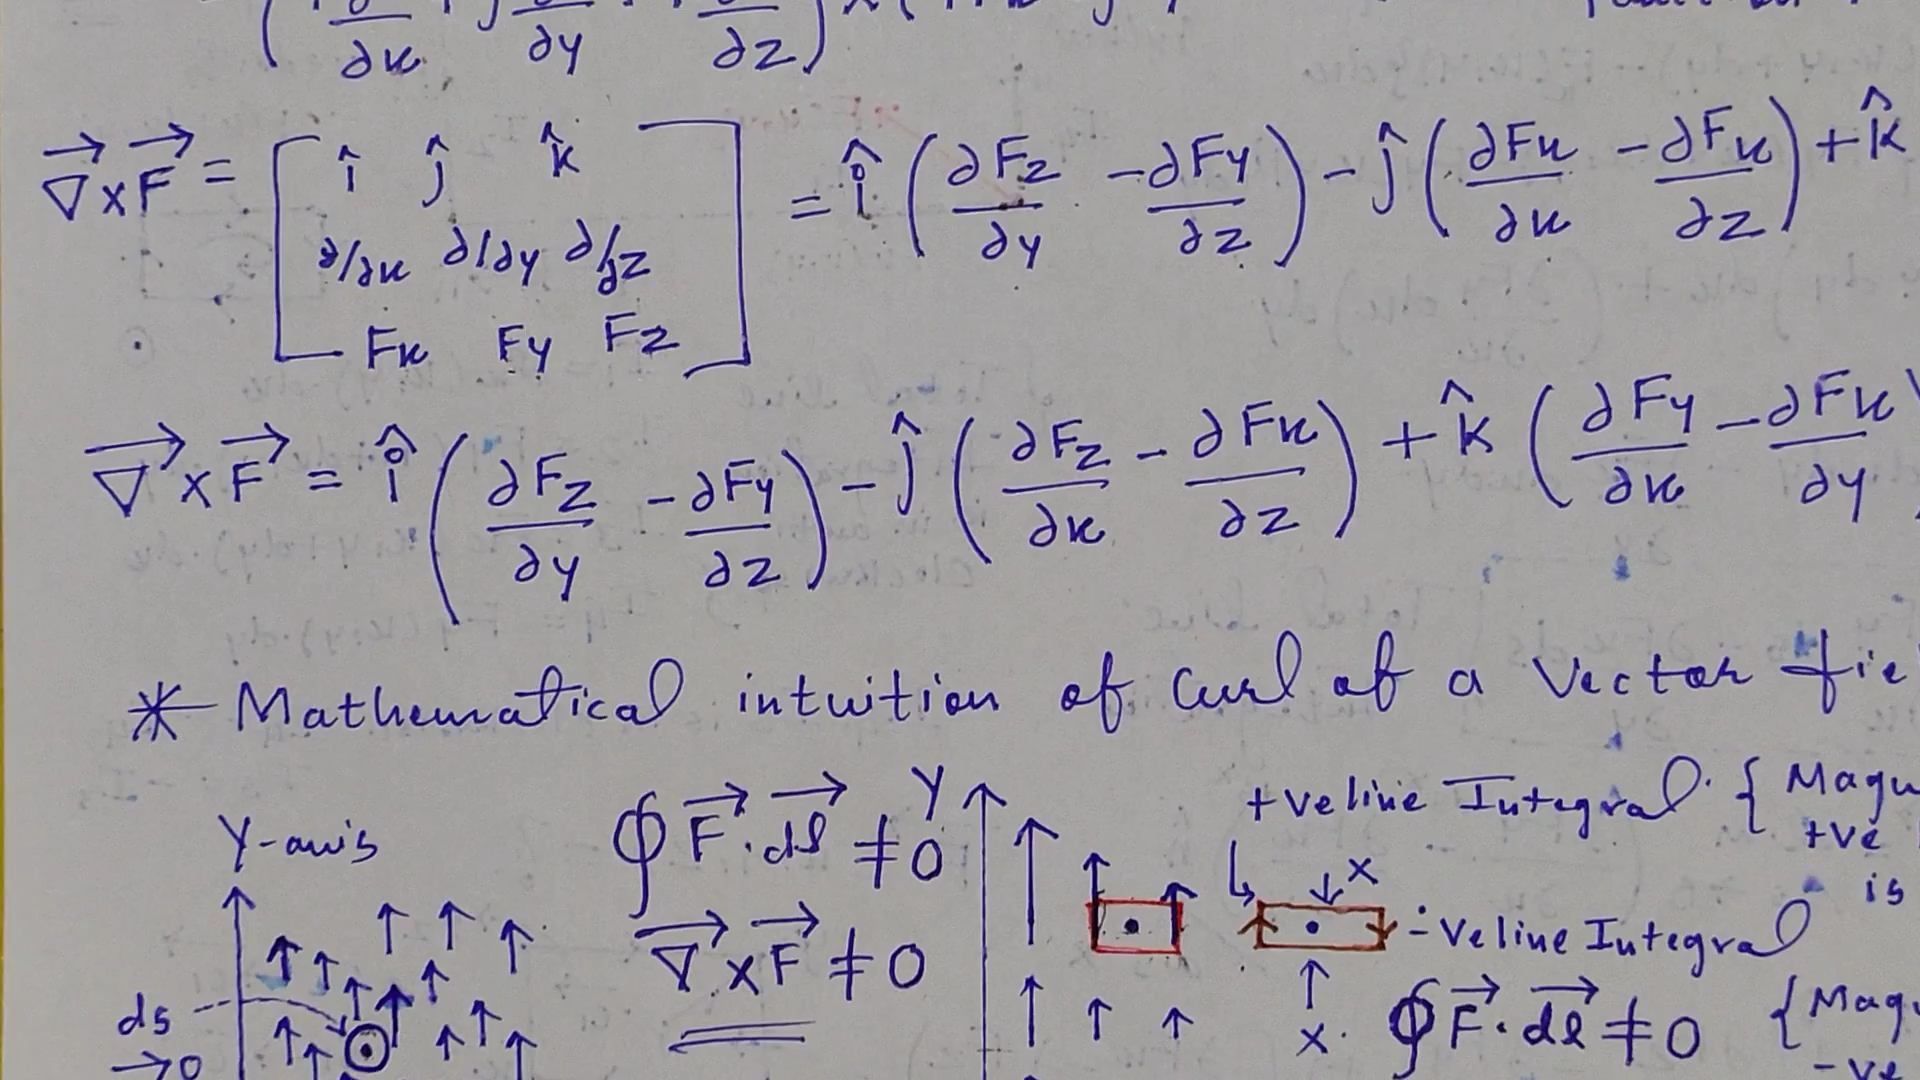 ∂x ∂y ∂z
∇⃗×F⃗ = [ î ĵ k̂ = î (∂Fz/∂y - ∂Fy/∂z) - ĵ (∂Fx/∂x - ∂Fx/∂z) + k̂
∂/∂x ∂/∂y ∂/∂z
Fx Fy Fz ]
∇⃗×F⃗ = î (∂Fz/∂y - ∂Fy/∂z) - ĵ (∂Fz/∂x - ∂Fx/∂z) + k̂ (∂Fy/∂x - ∂Fx/∂y)
* Mathematical intuition of Curl of a Vector fie
Y-axis
∮ F⃗.dl⃗ ≠ 0
∇⃗×F⃗ ≠ 0
ds
→0
Y
+ve line Integral {Magn
+ve
is
x
-ve line Integral
x.
∮ F⃗.dl⃗ ≠ 0 {Magn
-ve